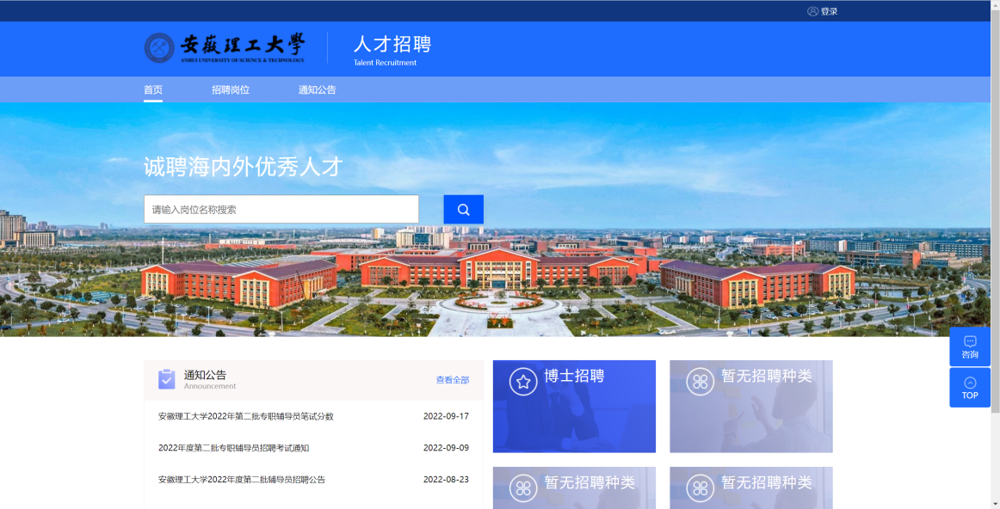 登录
安徽理工大学
ANHUI UNIVERSITY OF SCIENCE & TECHNOLOGY
人才招聘
Talent Recruitment
首页
招聘岗位
通知公告
诚聘海内外优秀人才
请输入岗位名称搜索
咨询
TOP
通知公告
Announcement
查看全部
安徽理工大学2022年第二批专职辅导员笔试分数 2022-09-17
2022年度第二批专职辅导员招聘考试通知 2022-09-09
安徽理工大学2022年度第二批辅导员招聘公告 2022-08-23
博士招聘
暂无招聘种类
暂无招聘种类
暂无招聘种类